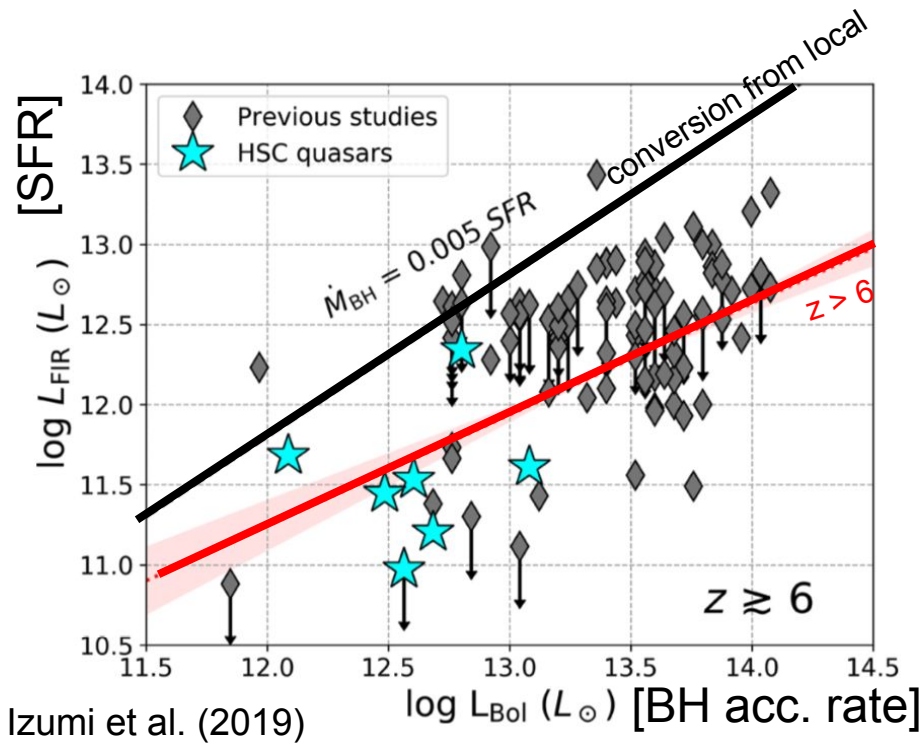 conversion from local
[SFR]
log L_FIR (L_⊙)
14.0
13.5
13.0
12.5
12.0
11.5
11.0
10.5
Previous studies
HSC quasars
Ṁ_BH = 0.005 SFR
z > 6
z ≳ 6
11.5 12.0 12.5 13.0 13.5 14.0 14.5
log L_Bol (L_⊙) [BH acc. rate]
Izumi et al. (2019)